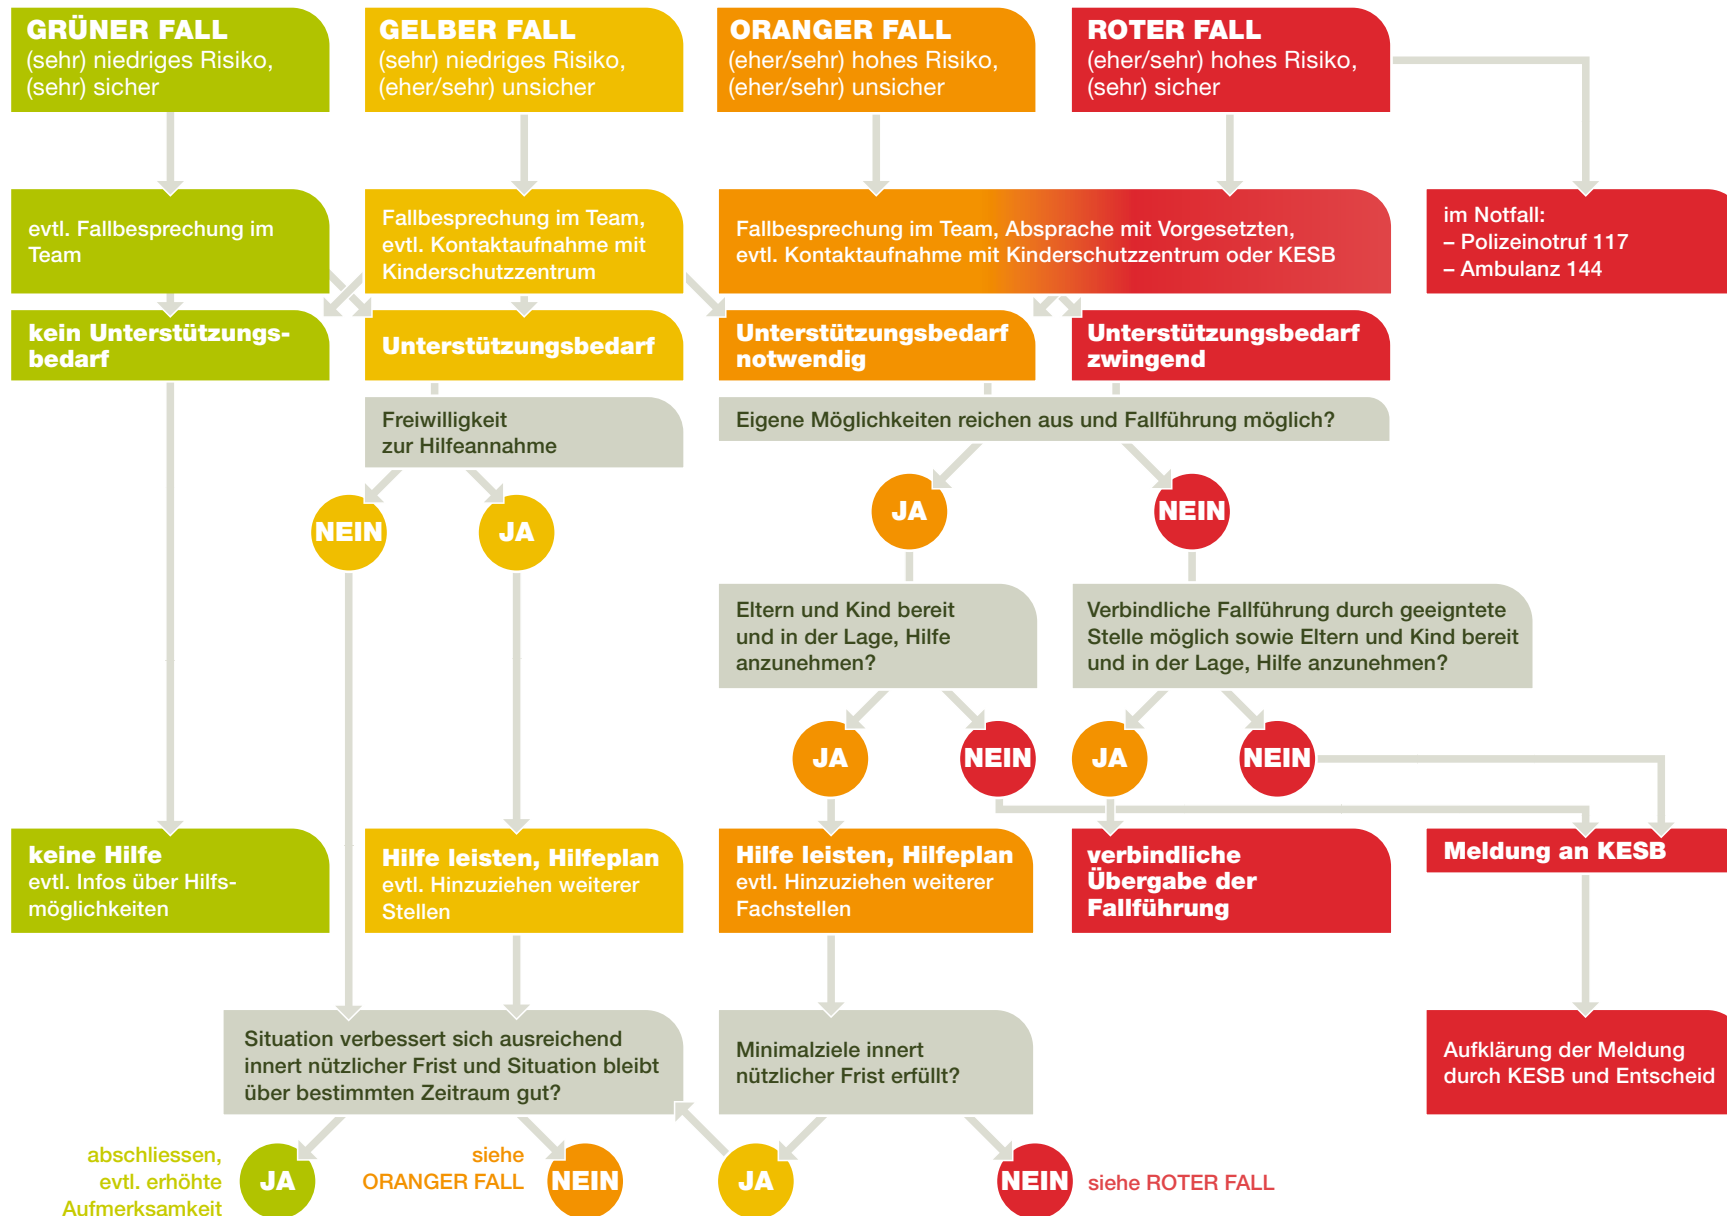 GRÜNER FALL
(sehr) niedriges Risiko,
(sehr) sicher
GELBER FALL
(sehr) niedriges Risiko,
(eher/sehr) unsicher
ORANGER FALL
(eher/sehr) hohes Risiko,
(eher/sehr) unsicher
ROTER FALL
(eher/sehr) hohes Risiko,
(sehr) sicher
evtl. Fallbesprechung im
Team
Fallbesprechung im Team,
evtl. Kontaktaufnahme mit
Kinderschutzzentrum
Fallbesprechung im Team, Absprache mit Vorgesetzten,
evtl. Kontaktaufnahme mit Kinderschutzzentrum oder KESB
im Notfall:
– Polizeinotruf 117
– Ambulanz 144
kein Unterstützungs-
bedarf
Unterstützungsbedarf
Unterstützungsbedarf
notwendig
Unterstützungsbedarf
zwingend
Freiwilligkeit
zur Hilfeannahme
Eigene Möglichkeiten reichen aus und Fallführung möglich?
NEIN
JA
JA
NEIN
Eltern und Kind bereit
und in der Lage, Hilfe
anzunehmen?
Verbindliche Fallführung durch geeigntete
Stelle möglich sowie Eltern und Kind bereit
und in der Lage, Hilfe anzunehmen?
JA
NEIN
JA
NEIN
keine Hilfe
evtl. Infos über Hilfs-
möglichkeiten
Hilfe leisten, Hilfeplan
evtl. Hinzuziehen weiterer
Stellen
Hilfe leisten, Hilfeplan
evtl. Hinzuziehen weiterer
Fachstellen
verbindliche
Übergabe der
Fallführung
Meldung an KESB
Situation verbessert sich ausreichend
innert nützlicher Frist und Situation bleibt
über bestimmten Zeitraum gut?
Minimalziele innert
nützlicher Frist erfüllt?
Aufklärung der Meldung
durch KESB und Entscheid
abschliessen,
evtl. erhöhte
Aufmerksamkeit
JA
siehe
ORANGER FALL
NEIN
JA
NEIN
siehe ROTER FALL